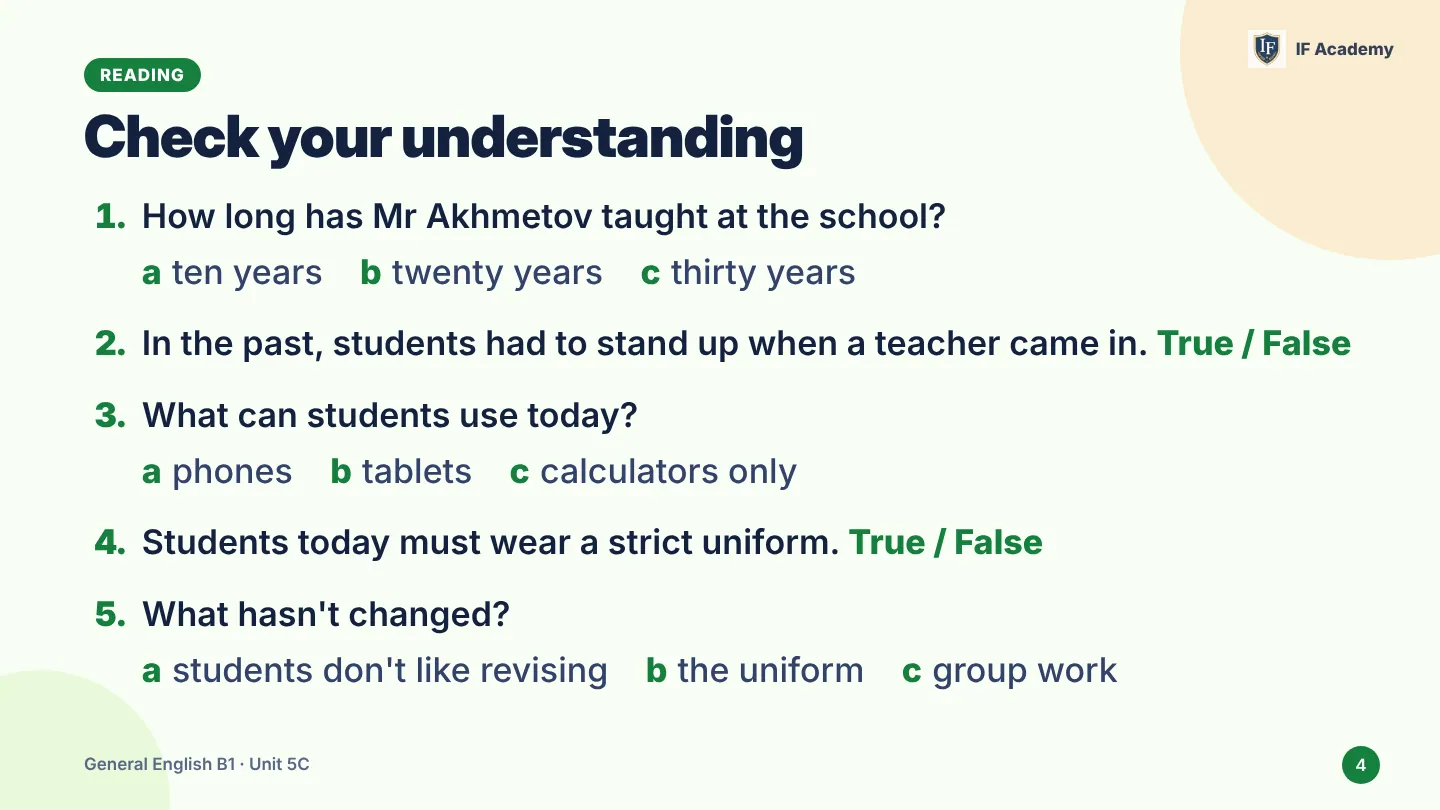 IF Academy
READING
Check your understanding
1. How long has Mr Akhmetov taught at the school?
a ten years b twenty years c thirty years
2. In the past, students had to stand up when a teacher came in. True / False
3. What can students use today?
a phones b tablets c calculators only
4. Students today must wear a strict uniform. True / False
5. What hasn't changed?
a students don't like revising b the uniform c group work
General English B1 · Unit 5C
4